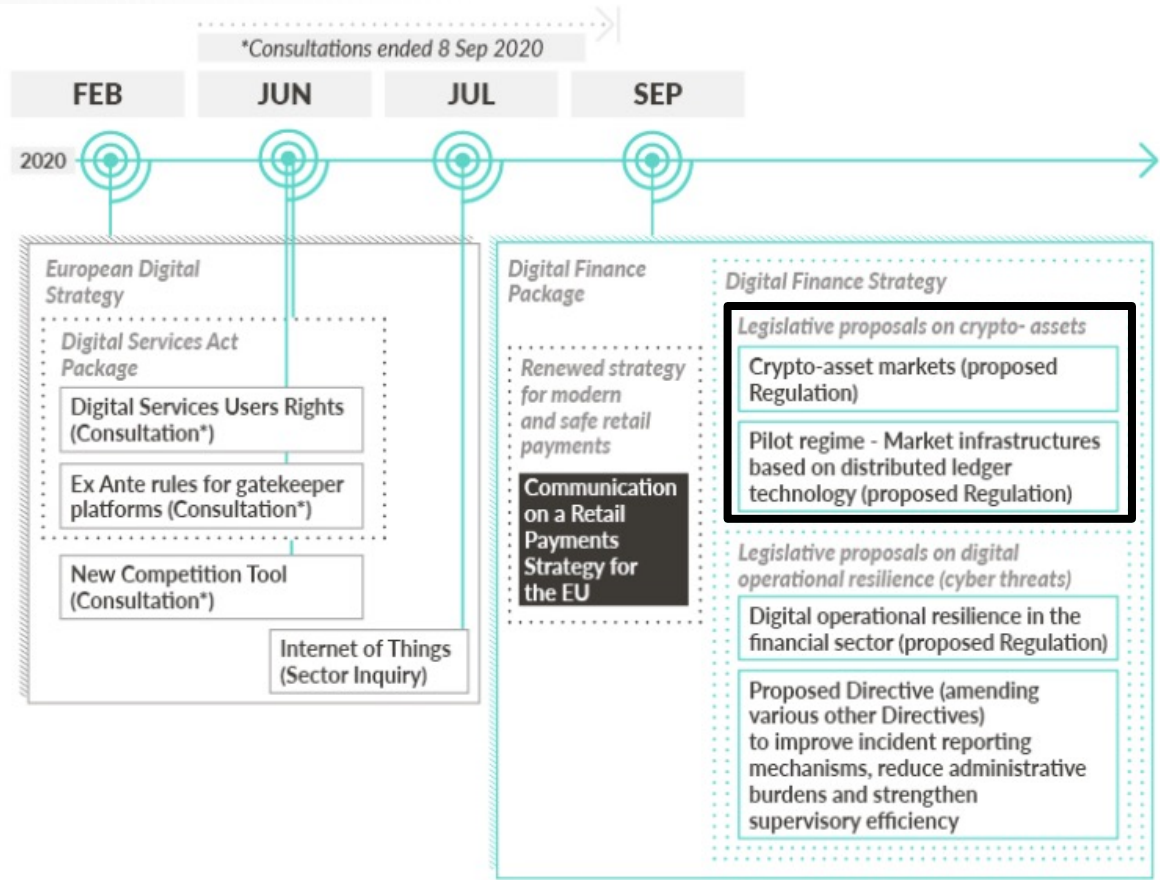 *Consultations ended 8 Sep 2020
FEB
JUN
JUL
SEP
2020
European Digital
Strategy
Digital Services Act
Package
Digital Services Users Rights
(Consultation*)
Ex Ante rules for gatekeeper
platforms (Consultation*)
New Competition Tool
(Consultation*)
Internet of Things
(Sector Inquiry)
Digital Finance
Package
Renewed strategy
for modern
and safe retail
payments
Communication
on a Retail
Payments
Strategy for
the EU
Digital Finance Strategy
Legislative proposals on crypto- assets
Crypto-asset markets (proposed
Regulation)
Pilot regime - Market infrastructures
based on distributed ledger
technology (proposed Regulation)
Legislative proposals on digital
operational resilience (cyber threats)
Digital operational resilience in the
financial sector (proposed Regulation)
Proposed Directive (amending
various other Directives)
to improve incident reporting
mechanisms, reduce administrative
burdens and strengthen
supervisory efficiency